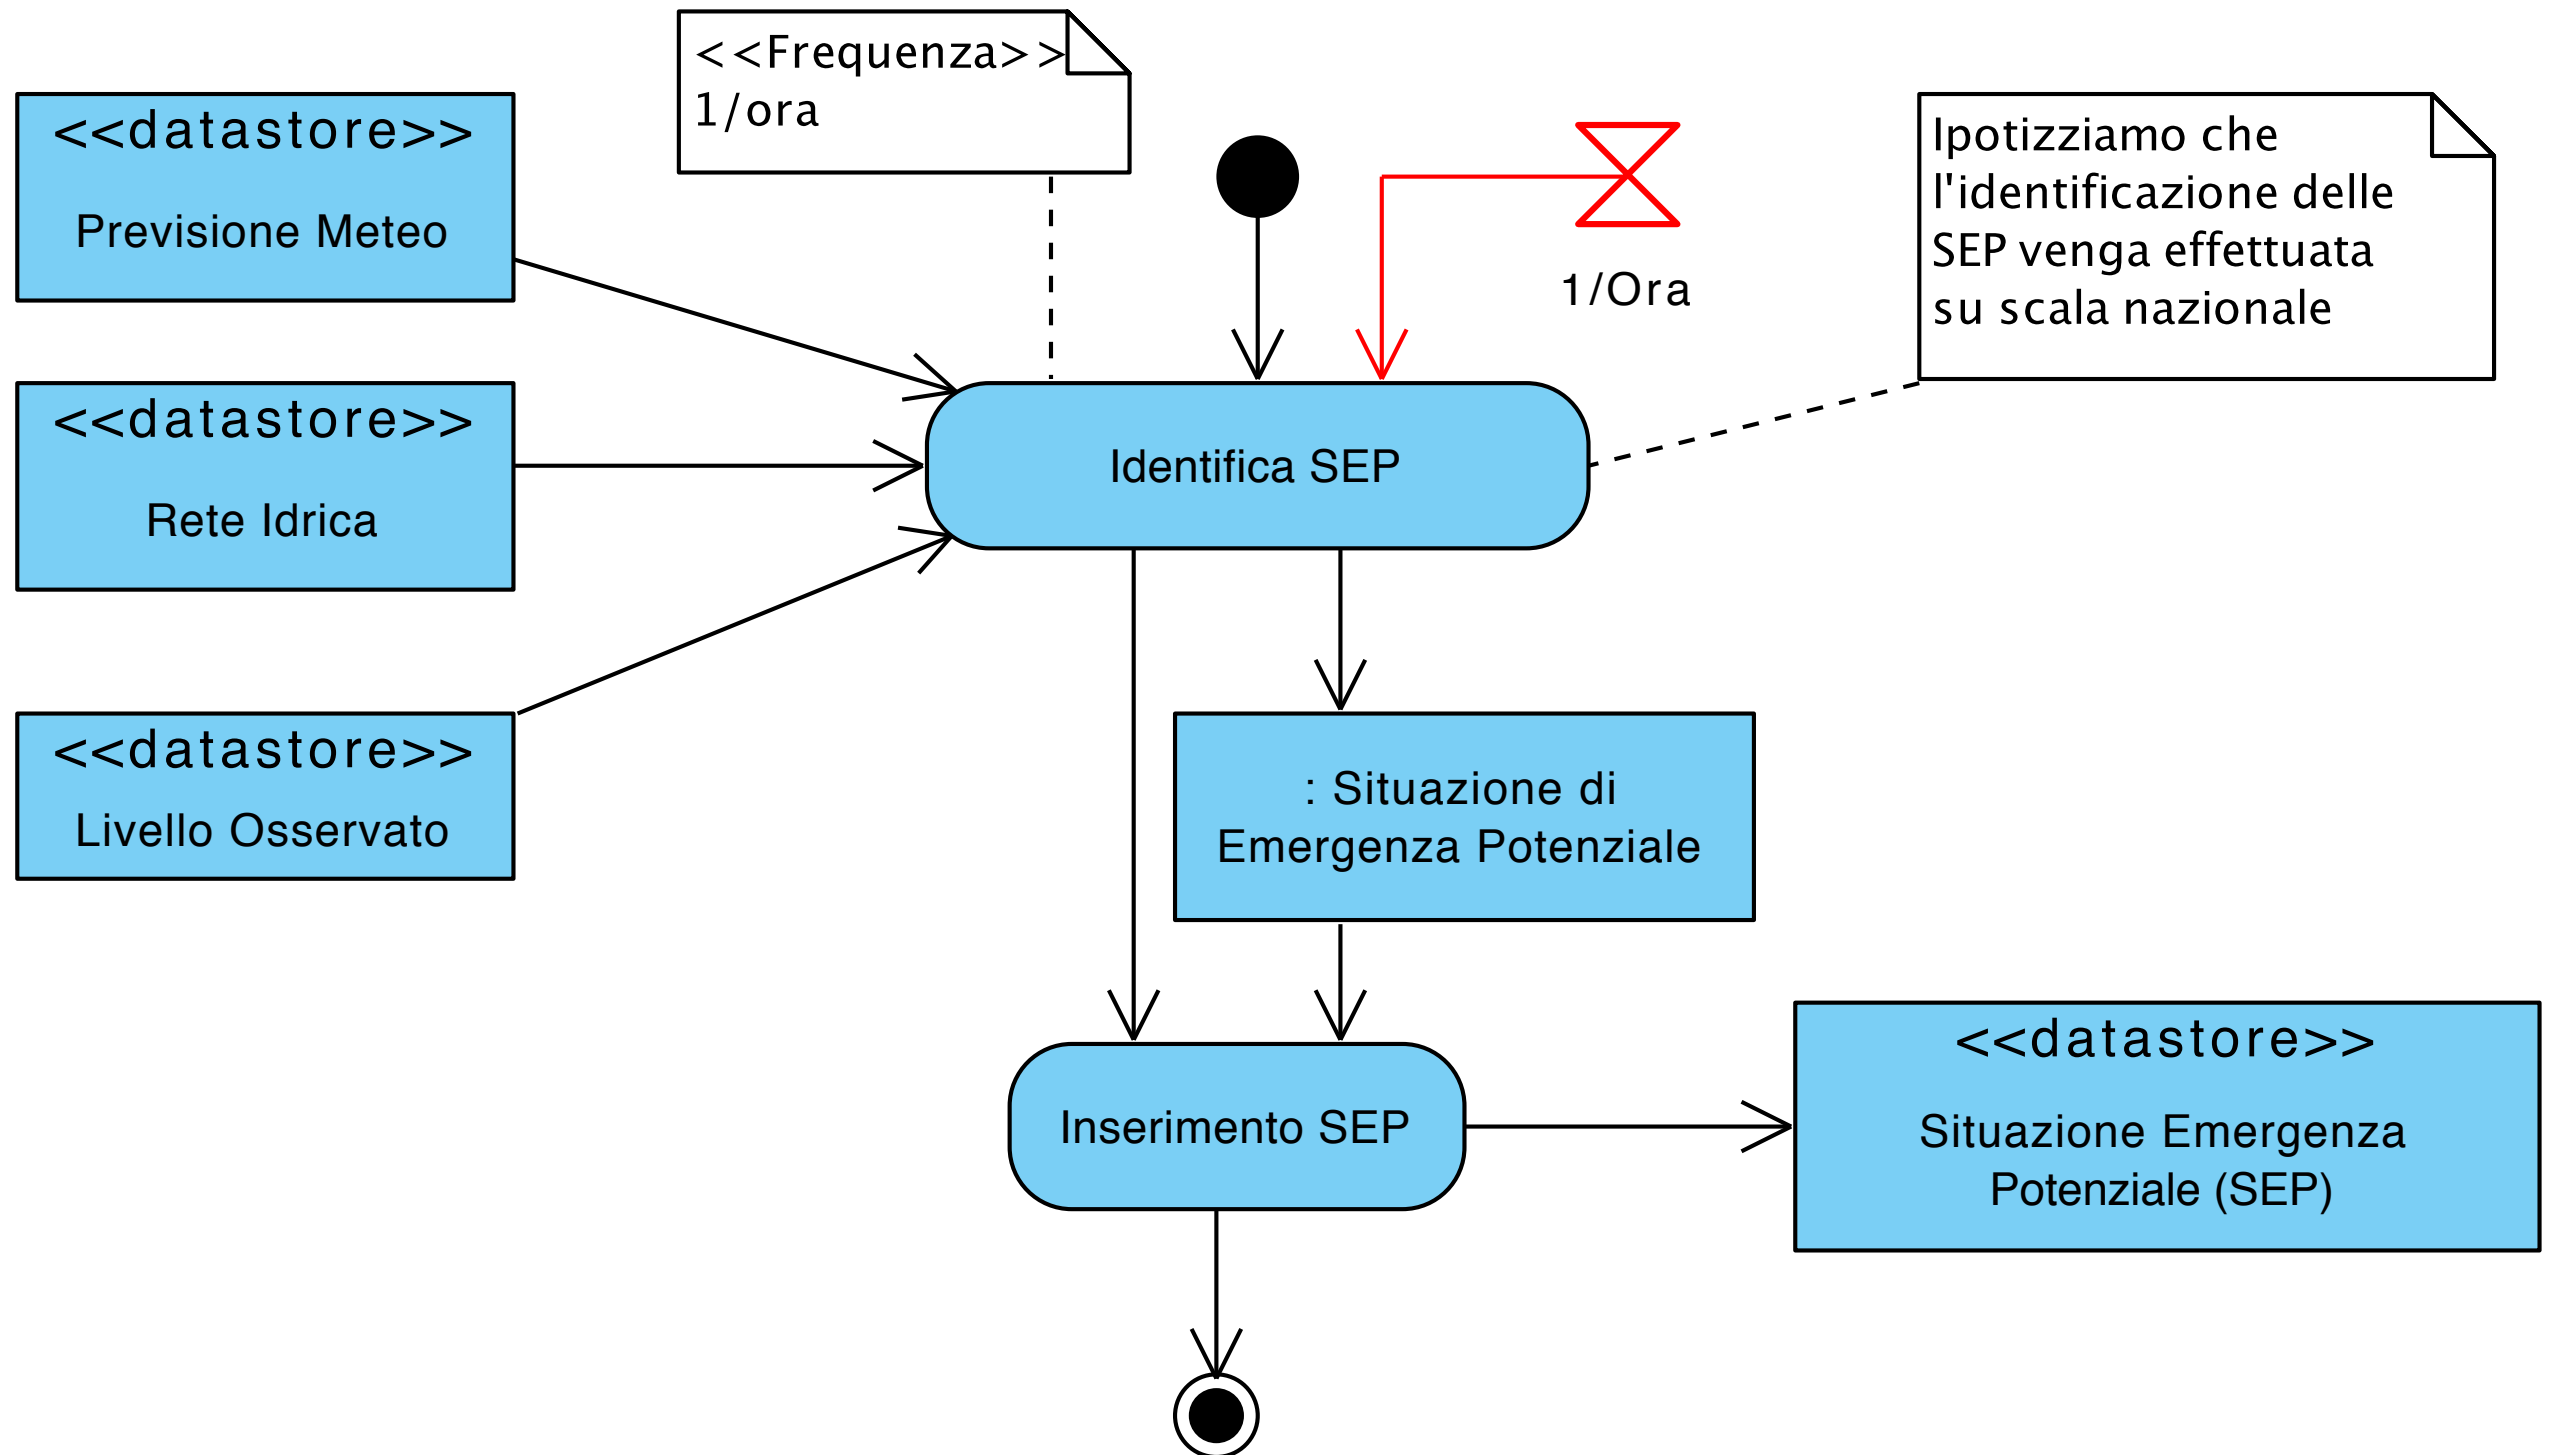 <<Frequenza>>
1/ora
<<datastore>>
Previsione Meteo
1/Ora
Ipotizziamo che
l'identificazione delle
SEP venga effettuata
su scala nazionale
<<datastore>>
Rete Idrica
Identifica SEP
<<datastore>>
Livello Osservato
: Situazione di
Emergenza Potenziale
Inserimento SEP
<<datastore>>
Situazione Emergenza
Potenziale (SEP)